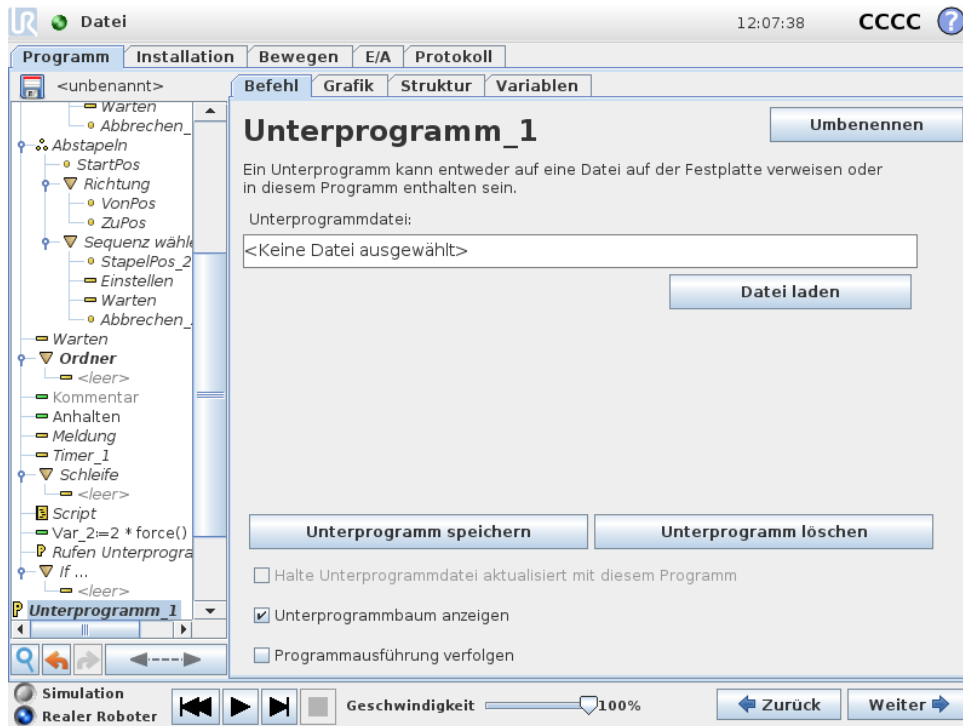 UR Datei 12:07:38 CCCC ?
Programm Installation Bewegen E/A Protokoll
<unbenannt>
Befehl Grafik Struktur Variablen
Warten
Abbrechen_
Abstapeln
StartPos
Richtung
VonPos
ZuPos
Sequenz wähle
StapelPos_2
Einstellen
Warten
Abbrechen_
Warten
Ordner
<leer>
Kommentar
Anhalten
Meldung
Timer_1
Schleife
<leer>
Script
Var_2:=2 * force()
Rufen Unterprogra
If ...
<leer>
Unterprogramm_1
Unterprogramm_1
Umbenennen
Ein Unterprogramm kann entweder auf eine Datei auf der Festplatte verweisen oder
in diesem Programm enthalten sein.
Unterprogrammdatei:
<Keine Datei ausgewählt>
Datei laden
Unterprogramm speichern Unterprogramm löschen
Halte Unterprogrammdatei aktualisiert mit diesem Programm
Unterprogrammbaum anzeigen
Programmausführung verfolgen
Simulation
Realer Roboter
Geschwindigkeit 100%
Zurück Weiter